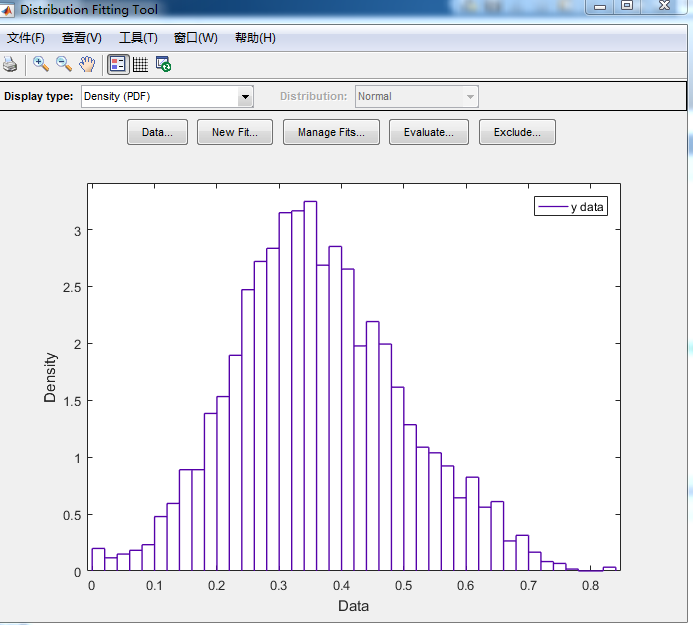 Distribution Fitting Tool
文件(F) 查看(V) 工具(T) 窗口(W) 帮助(H)
Display type: Density (PDF) Distribution: Normal
Data... New Fit... Manage Fits... Evaluate... Exclude...
y data
3
2.5
2
1.5
1
0.5
0
Density
0 0.1 0.2 0.3 0.4 0.5 0.6 0.7 0.8
Data